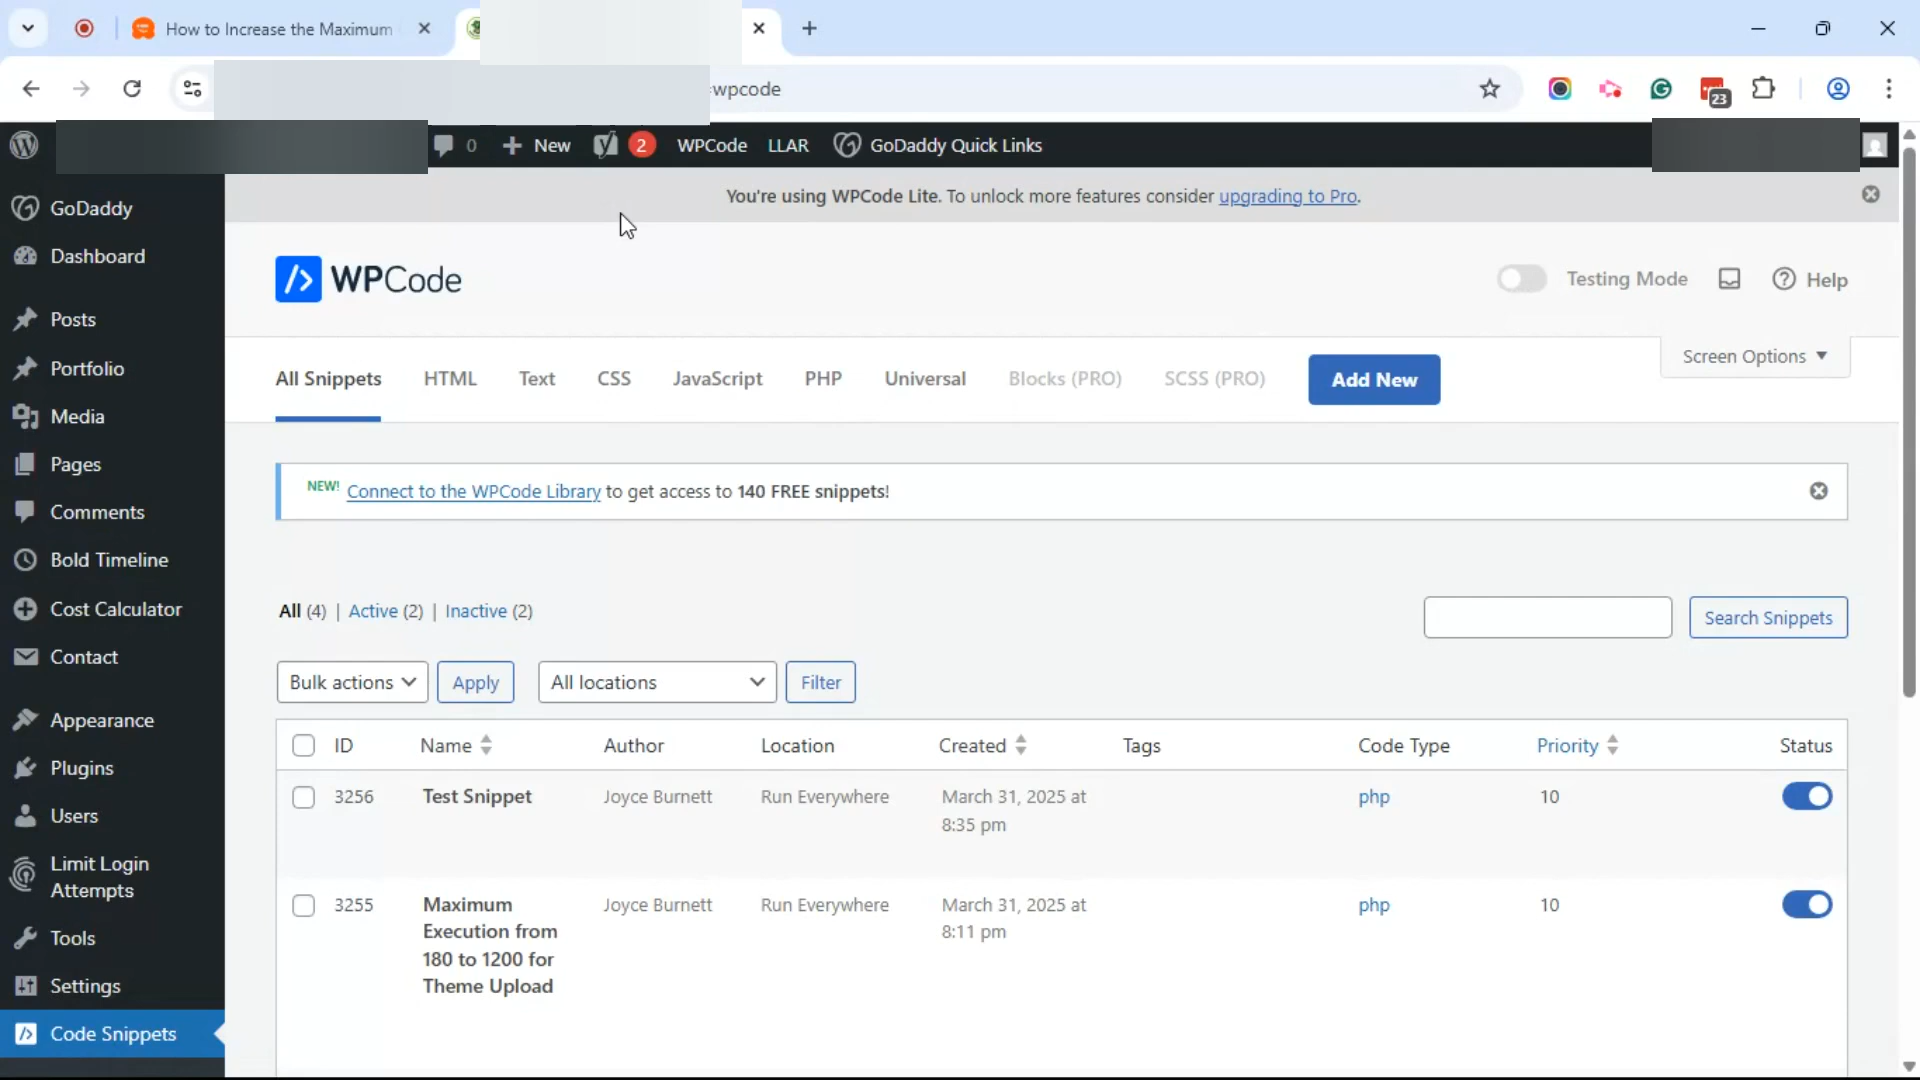 How to Increase the Maximum
=wpcode
0
New
2
WPCode
LLAR
GoDaddy Quick Links
23
GoDaddy
Dashboard
Posts
Portfolio
Media
Pages
Comments
Bold Timeline
Cost Calculator
Contact
Appearance
Plugins
Users
Limit Login
Attempts
Tools
Settings
Code Snippets
You're using WPCode Lite. To unlock more features consider upgrading to Pro.
WPCode
Testing Mode
Help
Screen Options
All Snippets
HTML
Text
CSS
JavaScript
PHP
Universal
Blocks (PRO)
SCSS (PRO)
Add New
NEW! Connect to the WPCode Library to get access to 140 FREE snippets!
All (4) | Active (2) | Inactive (2)
Search Snippets
Bulk actions
Apply
All locations
Filter
ID
Name
Author
Location
Created
Tags
Code Type
Priority
Status
3256
Test Snippet
Joyce Burnett
Run Everywhere
March 31, 2025 at
8:35 pm
php
10
3255
Maximum
Execution from
180 to 1200 for
Theme Upload
Joyce Burnett
Run Everywhere
March 31, 2025 at
8:11 pm
php
10